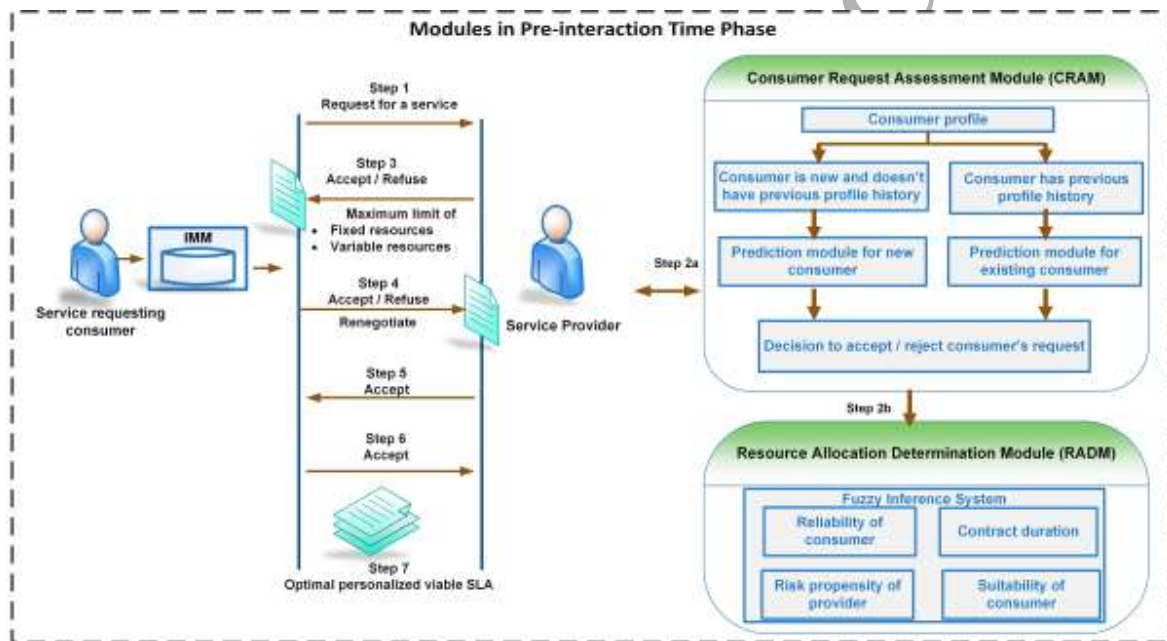 Modules in Pre-interaction Time Phase
Step 1
Request for a service
Step 3
Accept / Refuse
Maximum limit of
• Fixed resources
• Variable resources
IMM
Service requesting
consumer
Step 4
Accept / Refuse
Renegotiate
Service Provider
Step 5
Accept
Step 6
Accept
Step 7
Optimal personalized viable SLA
Step 2a
Consumer Request Assessment Module (CRAM)
Consumer profile
Consumer is new and doesn't
have previous profile history
Consumer has previous
profile history
Prediction module for new
consumer
Prediction module for
existing consumer
Decision to accept / reject consumer's request
Step 2b
Resource Allocation Determination Module (RADM)
Fuzzy Inference System
Reliability of
consumer
Contract duration
Risk propensity of
provider
Suitability of
consumer